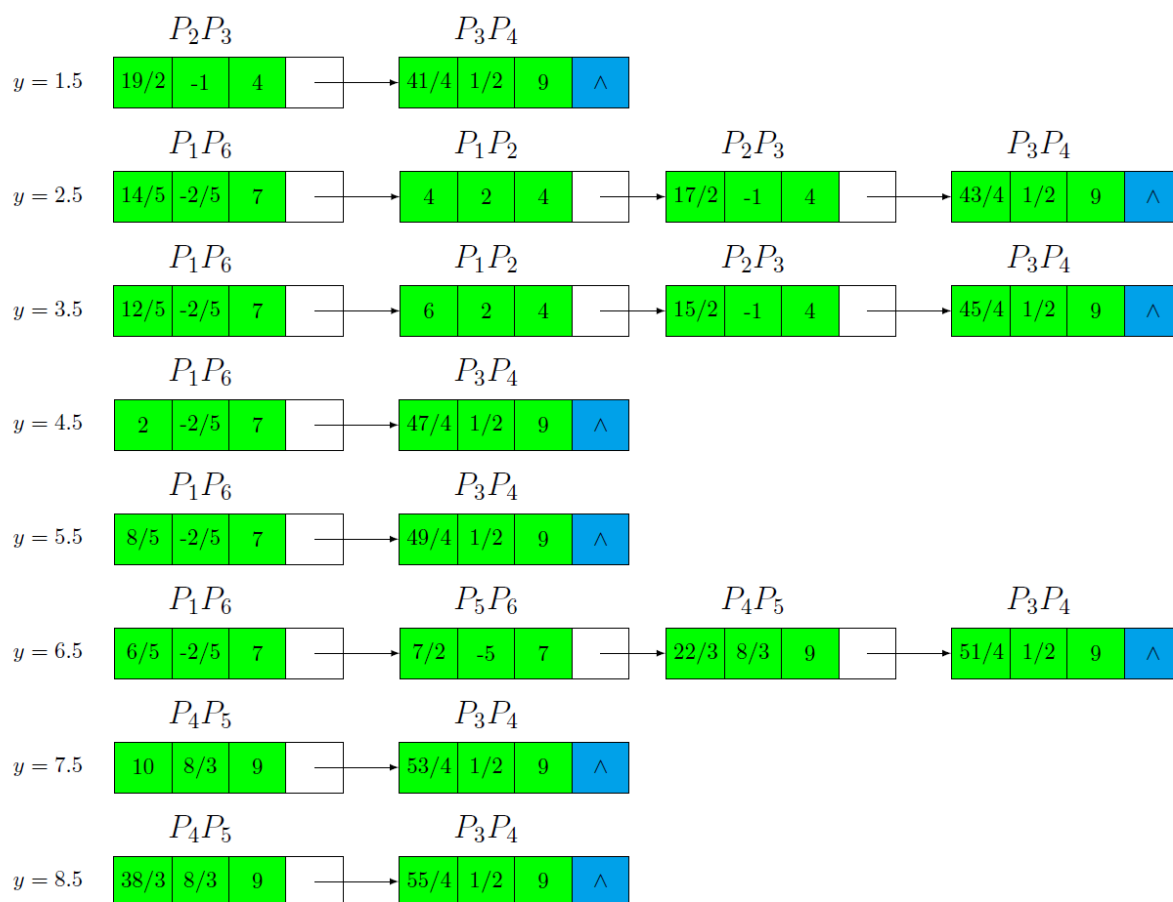 P₂P₃ P₃P₄
y = 1.5 19/2 -1 4 41/4 1/2 9 ∧
P₁P₆ P₁P₂ P₂P₃ P₃P₄
y = 2.5 14/5 -2/5 7 4 2 4 17/2 -1 4 43/4 1/2 9 ∧
P₁P₆ P₁P₂ P₂P₃ P₃P₄
y = 3.5 12/5 -2/5 7 6 2 4 15/2 -1 4 45/4 1/2 9 ∧
P₁P₆ P₃P₄
y = 4.5 2 -2/5 7 47/4 1/2 9 ∧
P₁P₆ P₃P₄
y = 5.5 8/5 -2/5 7 49/4 1/2 9 ∧
P₁P₆ P₅P₆ P₄P₅ P₃P₄
y = 6.5 6/5 -2/5 7 7/2 -5 7 22/3 8/3 9 51/4 1/2 9 ∧
P₄P₅ P₃P₄
y = 7.5 10 8/3 9 53/4 1/2 9 ∧
P₄P₅ P₃P₄
y = 8.5 38/3 8/3 9 55/4 1/2 9 ∧